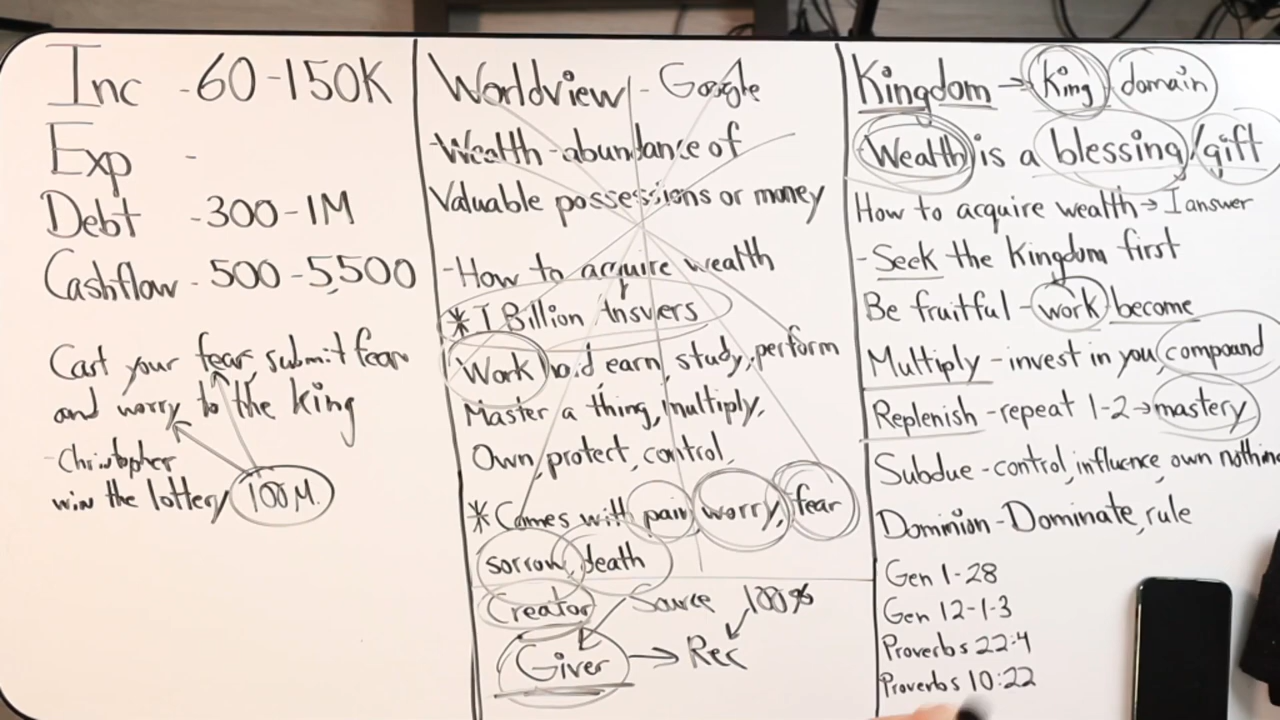 Inc - 60-150K
Exp -
Debt - 300-1M
Cashflow - 500-5,500
Cast your fear, submit fear
and worry to the King
- Christopher
win the lottery 100M.
Worldview - Google
- Wealth - abundance of
Valuable possessions or money
- How to acquire wealth
* 1 Billion Answers
Work hard earn, study, perform
Master a thing, multiply,
Own, protect, control,
* Comes with pain, worry, fear
sorrow, death
Creator Source 100%
Giver → Rec
Kingdom → King domain
Wealth is a blessing/gift
How to acquire wealth → 1 answer
- Seek the Kingdom first
Be fruitful - work become
Multiply - invest in you, compound
Replenish - repeat 1-2 → mastery
Subdue - control, influence, own nothing
Dominion - Dominate, rule
Gen 1-28
Gen 12-1-3
Proverbs 22:4
Proverbs 10:22